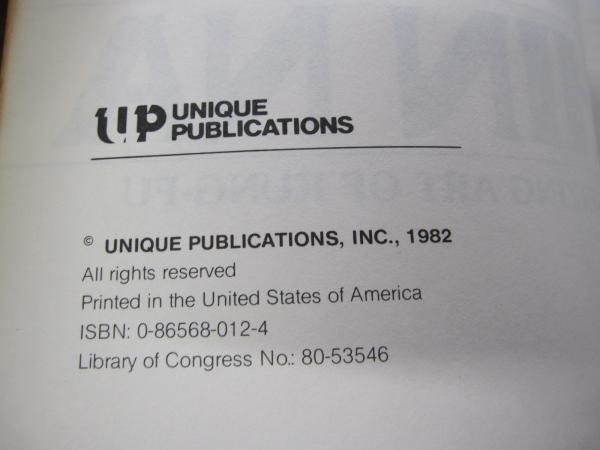 UP UNIQUE
PUBLICATIONS
© UNIQUE PUBLICATIONS, INC., 1982
All rights reserved
Printed in the United States of America
ISBN: 0-86568-012-4
Library of Congress No.: 80-53546